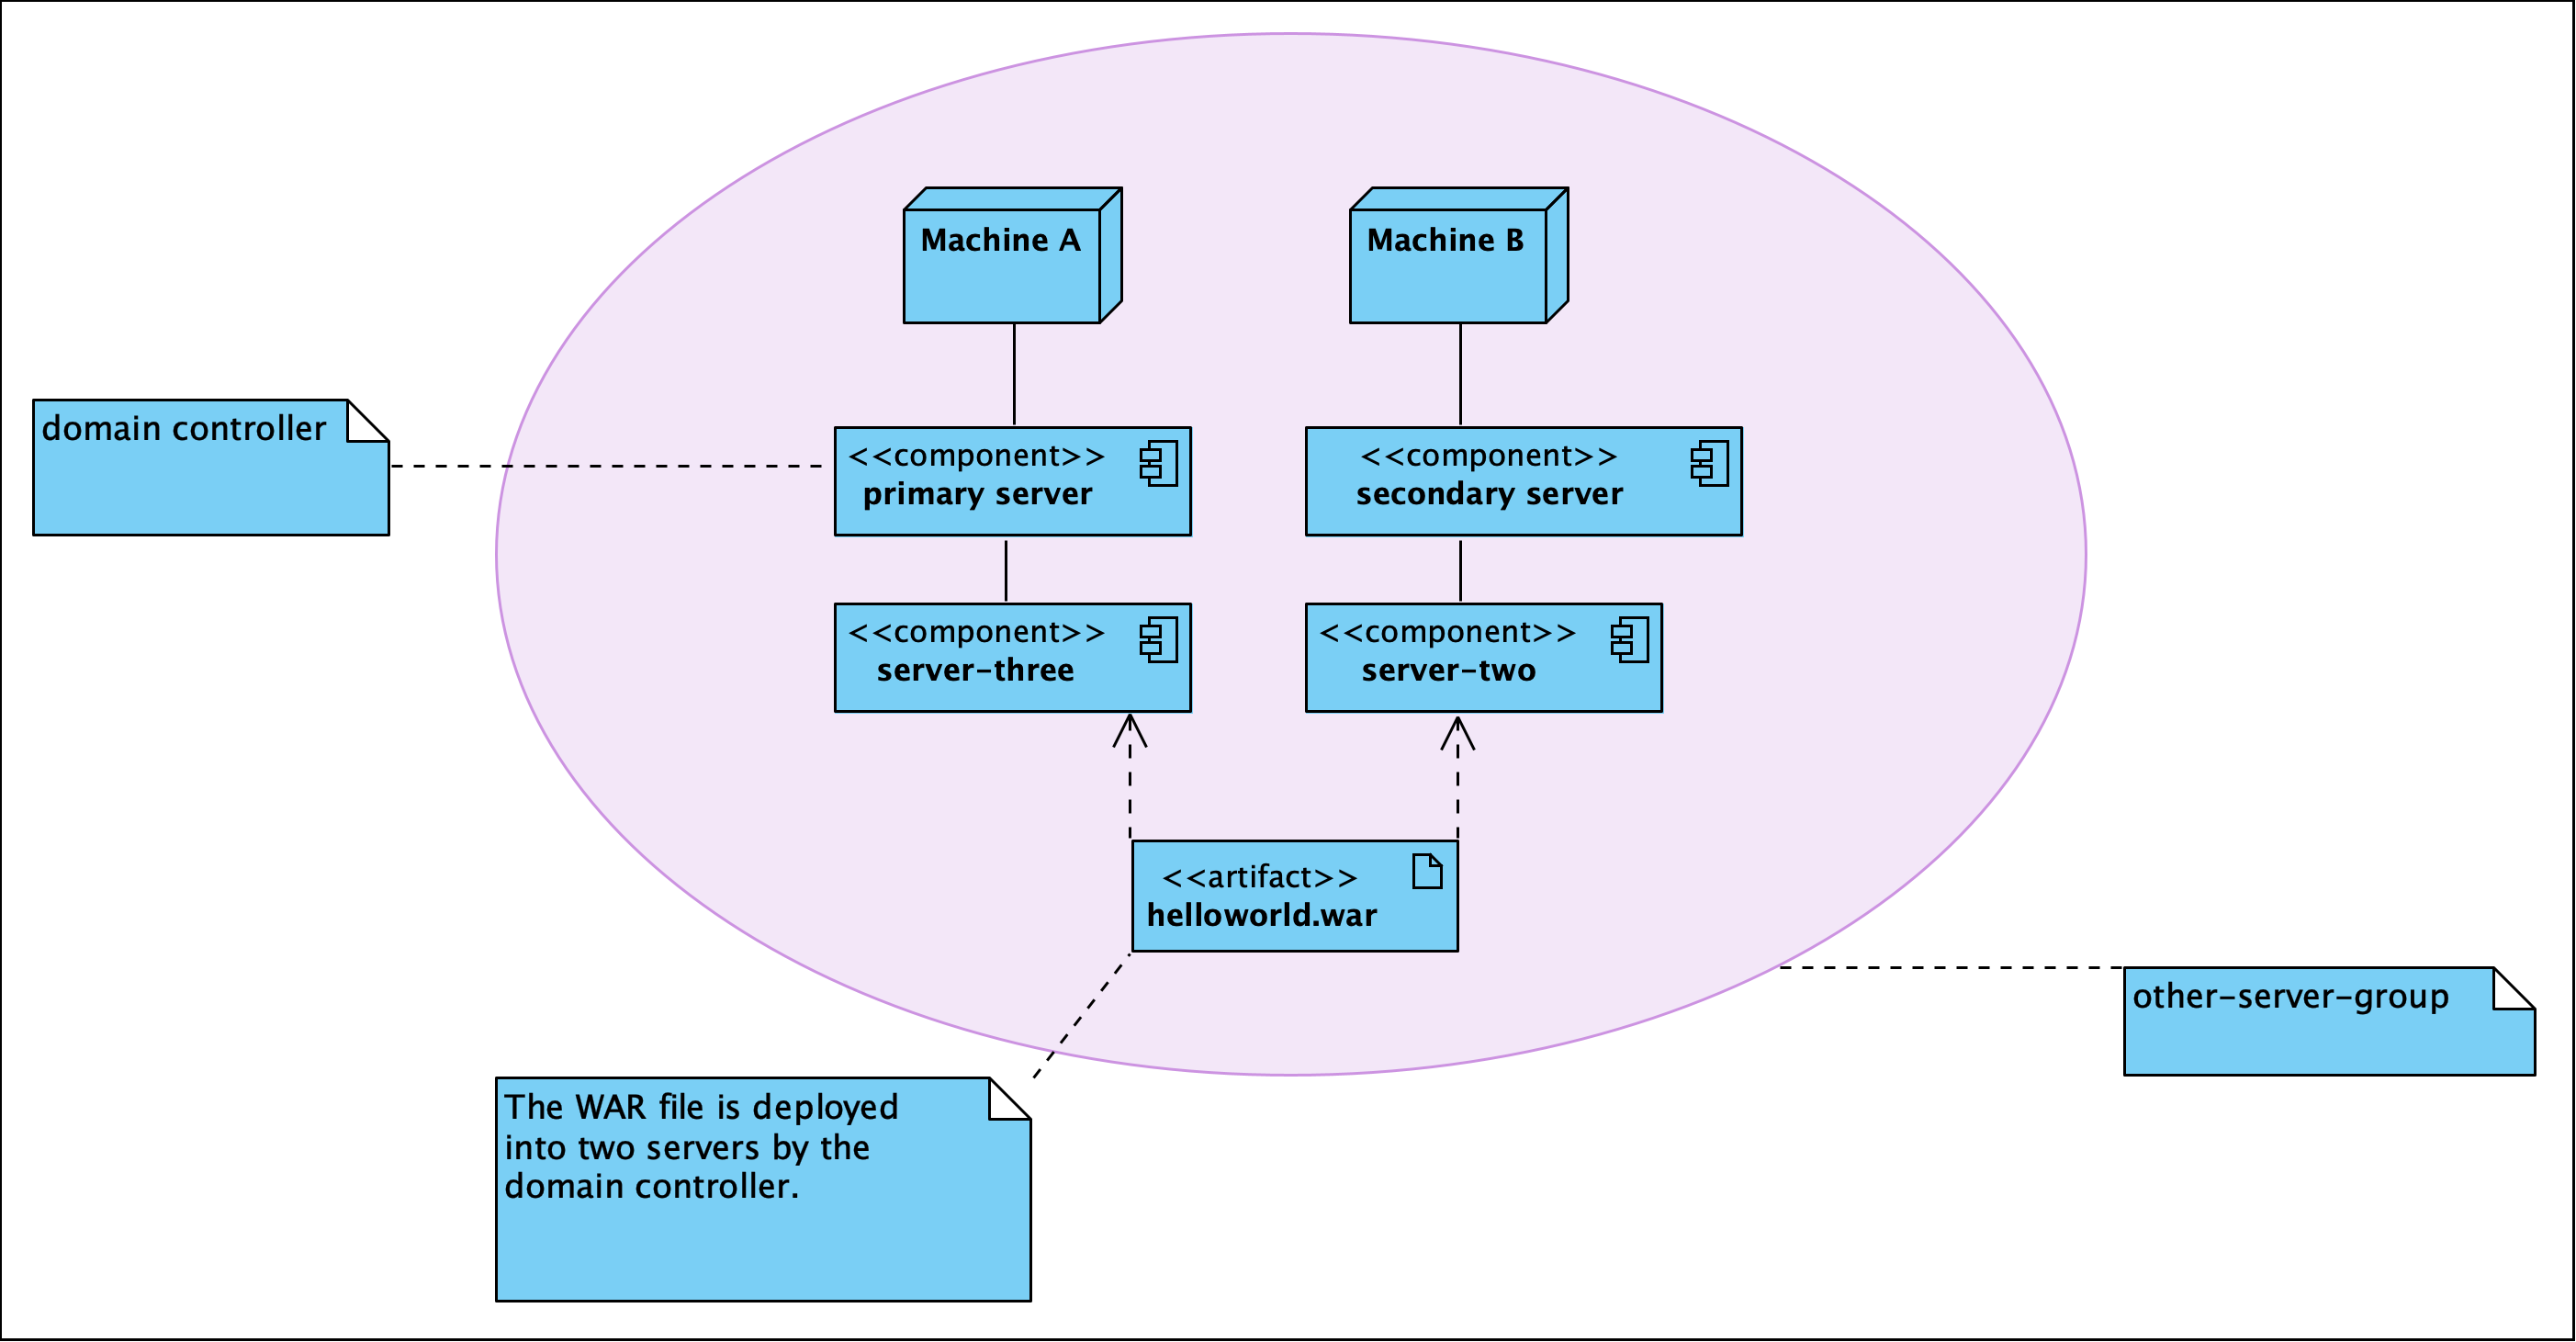 Machine A
Machine B
domain controller
<<component>>
primary server
<<component>>
secondary server
<<component>>
server-three
<<component>>
server-two
<<artifact>>
helloworld.war
other-server-group
The WAR file is deployed
into two servers by the
domain controller.